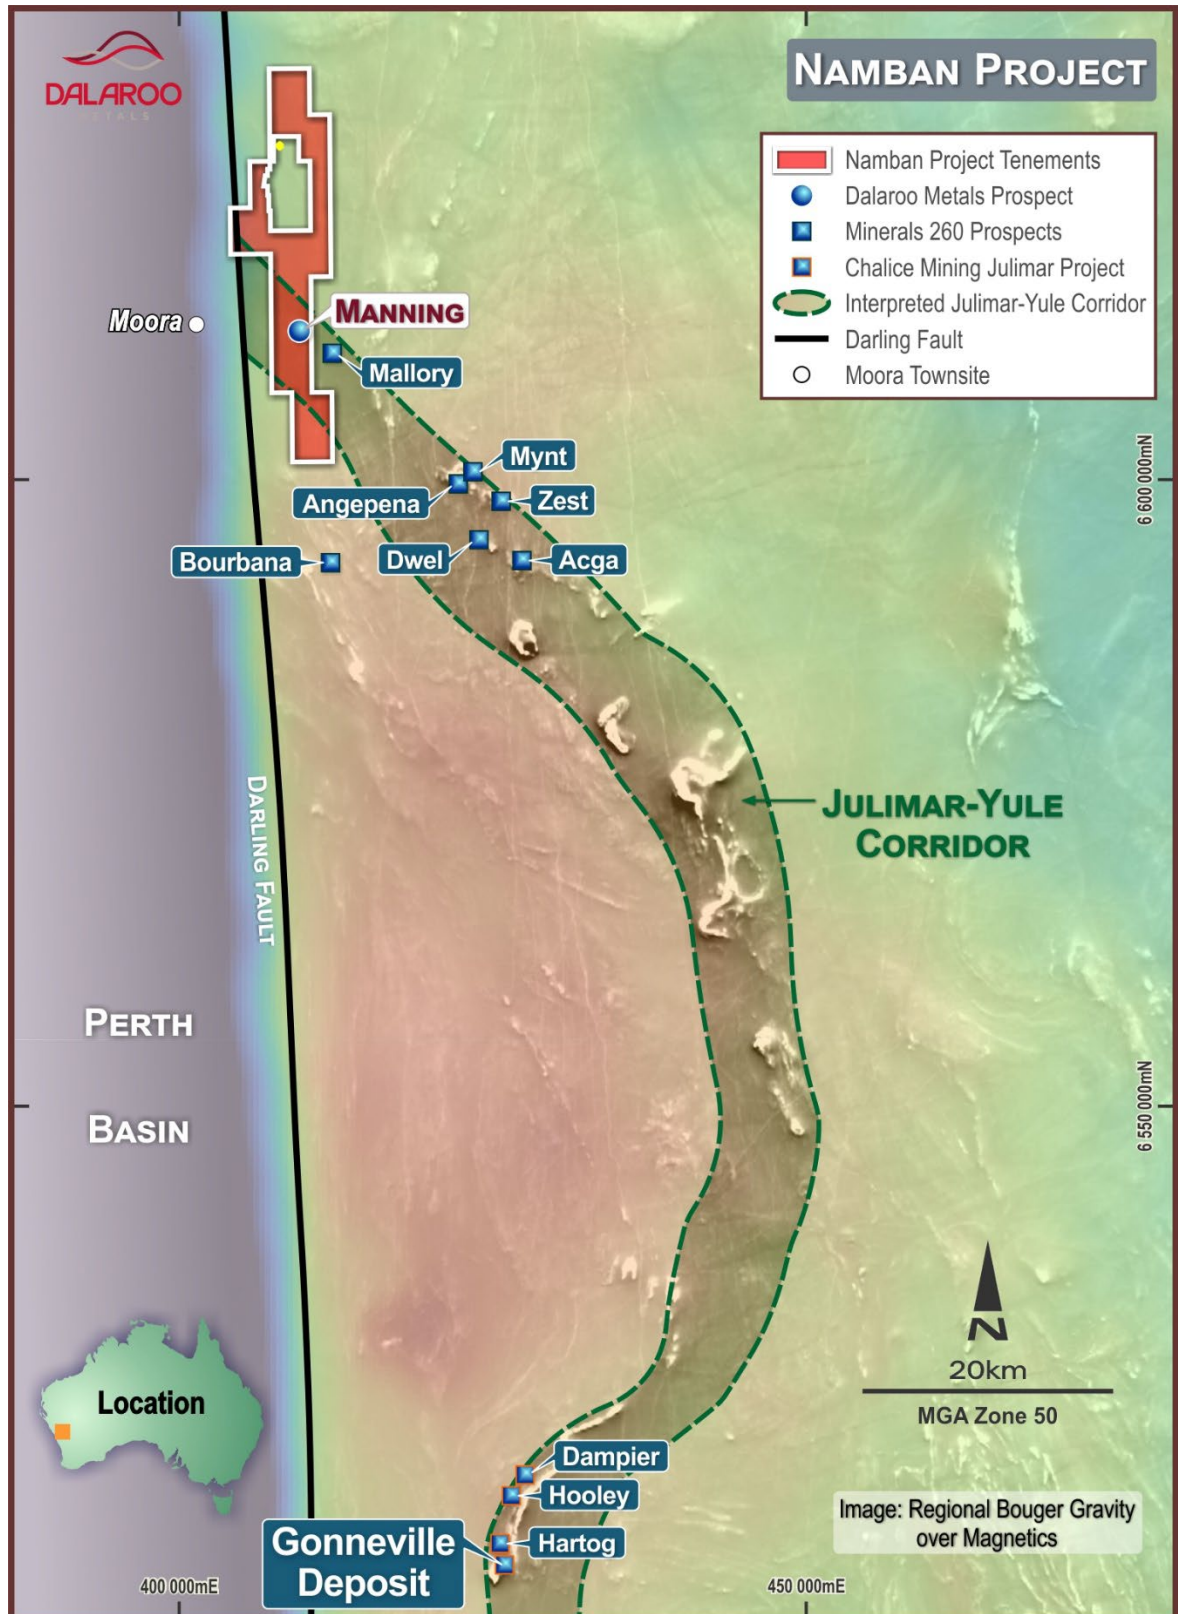 DALAROO
METALS
NAMBAN PROJECT
Namban Project Tenements
Dalaroo Metals Prospect
Minerals 260 Prospects
Chalice Mining Julimar Project
Interpreted Julimar-Yule Corridor
Darling Fault
Moora Townsite
Moora
MANNING
Mallory
Mynt
Angepena
Zest
6 600 000mN
Bourbana
Dwel
Acga
DARLING FAULT
JULIMAR-YULE
CORRIDOR
PERTH
BASIN
6 550 000mN
N
20km
MGA Zone 50
Location
Dampier
Hooley
Hartog
Gonneville
Deposit
Image: Regional Bouger Gravity
over Magnetics
400 000mE
450 000mE